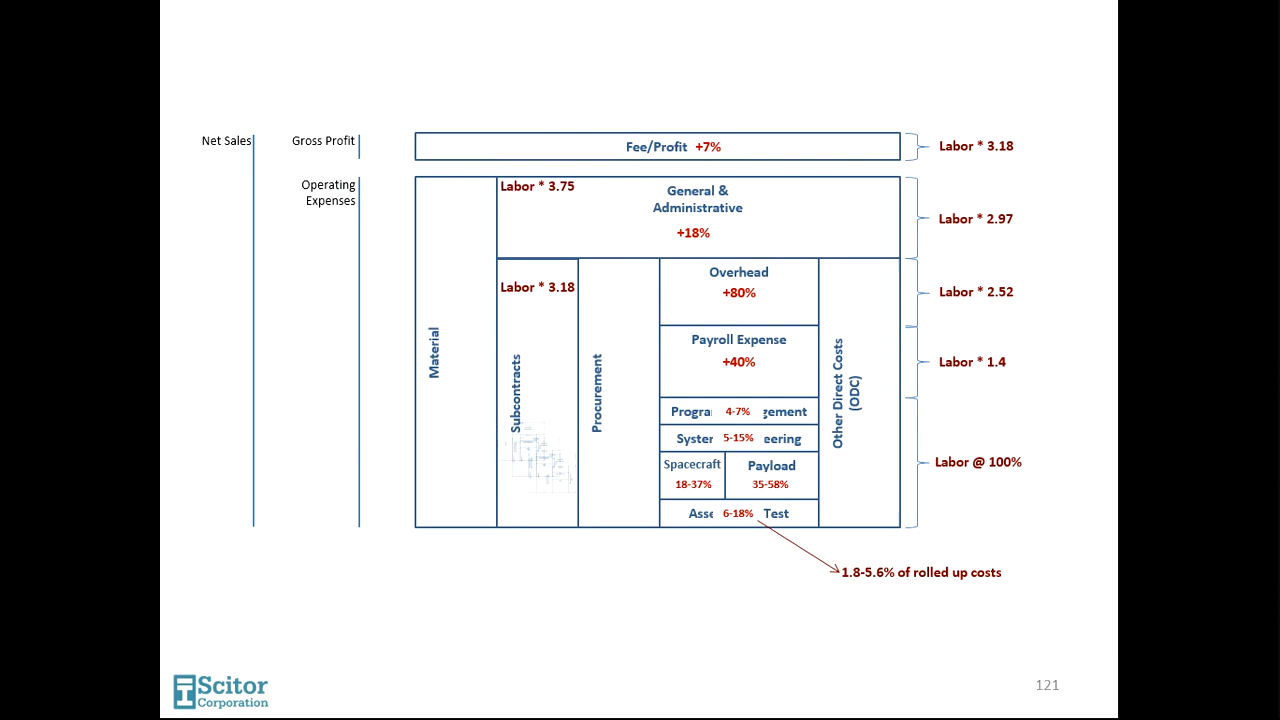 Net Sales
Gross Profit
Fee/Profit +7%
Labor * 3.18
Operating
Expenses
Labor * 3.75
General &
Administrative
+18%
Labor * 2.97
Labor * 3.18
Overhead
+80%
Labor * 2.52
Material
Subcontracts
Procurement
Payroll Expense
+40%
Other Direct Costs
(ODC)
Labor * 1.4
Progra 4-7% gement
Syster 5-15% eering
Spacecraft
18-37%
Payload
35-58%
Labor @ 100%
Asse 6-18% Test
1.8-5.6% of rolled up costs
Scitor
Corporation
121